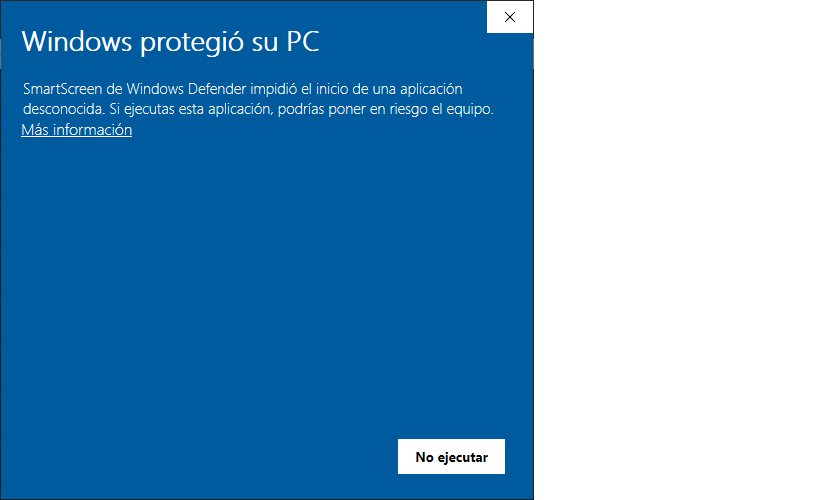 Windows protegió su PC
SmartScreen de Windows Defender impidió el inicio de una aplicación
desconocida. Si ejecutas esta aplicación, podrías poner en riesgo el equipo.
Más información
No ejecutar